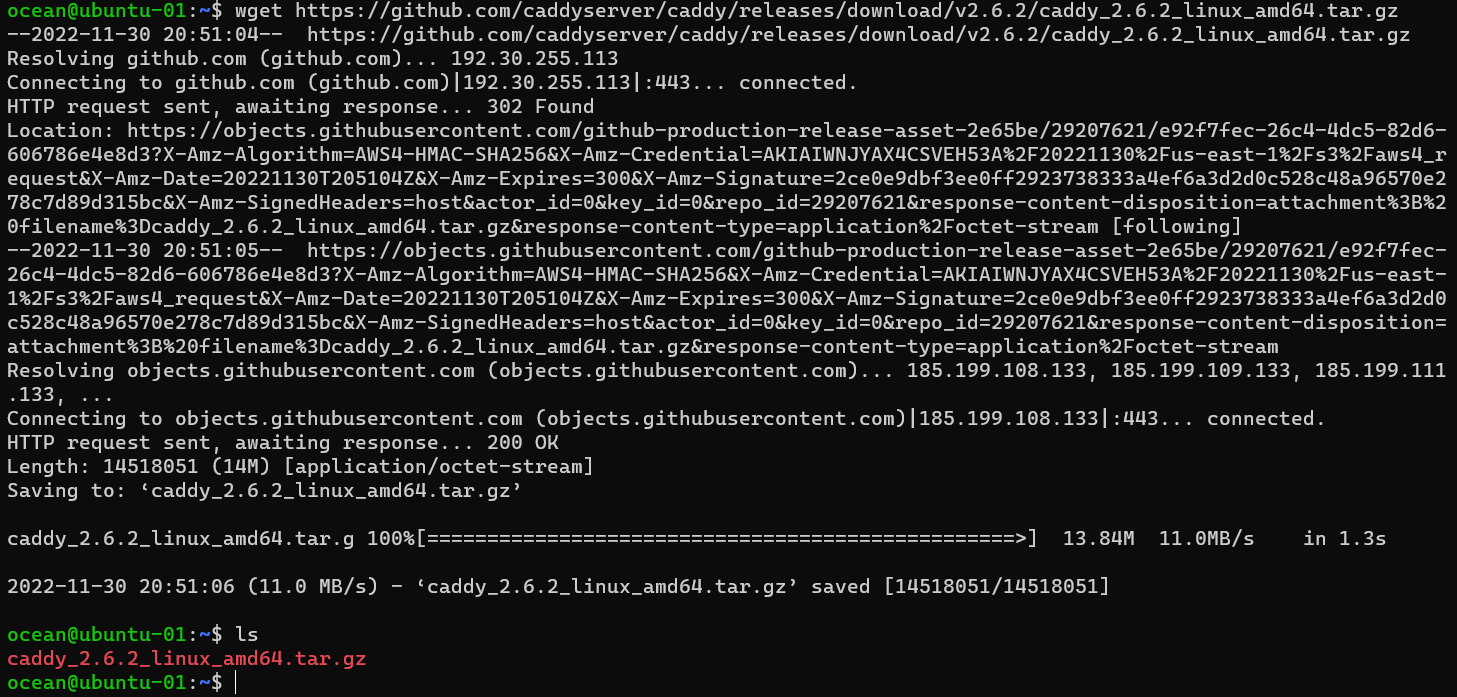 ocean@ubuntu-01:~$ wget https://github.com/caddyserver/caddy/releases/download/v2.6.2/caddy_2.6.2_linux_amd64.tar.gz
--2022-11-30 20:51:04--  https://github.com/caddyserver/caddy/releases/download/v2.6.2/caddy_2.6.2_linux_amd64.tar.gz
Resolving github.com (github.com)... 192.30.255.113
Connecting to github.com (github.com)|192.30.255.113|:443... connected.
HTTP request sent, awaiting response... 302 Found
Location: https://objects.githubusercontent.com/github-production-release-asset-2e65be/29207621/e92f7fec-26c4-4dc5-82d6-
606786e4e8d3?X-Amz-Algorithm=AWS4-HMAC-SHA256&X-Amz-Credential=AKIAIWNJYAX4CSVEH53A%2F20221130%2Fus-east-1%2Fs3%2Faws4_r
equest&X-Amz-Date=20221130T205104Z&X-Amz-Expires=300&X-Amz-Signature=2ce0e9dbf3ee0ff2923738333a4ef6a3d2d0c528c48a96570e2
78c7d89d315bc&X-Amz-SignedHeaders=host&actor_id=0&key_id=0&repo_id=29207621&response-content-disposition=attachment%3B%2
0filename%3Dcaddy_2.6.2_linux_amd64.tar.gz&response-content-type=application%2Foctet-stream [following]
--2022-11-30 20:51:05--  https://objects.githubusercontent.com/github-production-release-asset-2e65be/29207621/e92f7fec-
26c4-4dc5-82d6-606786e4e8d3?X-Amz-Algorithm=AWS4-HMAC-SHA256&X-Amz-Credential=AKIAIWNJYAX4CSVEH53A%2F20221130%2Fus-east-
1%2Fs3%2Faws4_request&X-Amz-Date=20221130T205104Z&X-Amz-Expires=300&X-Amz-Signature=2ce0e9dbf3ee0ff2923738333a4ef6a3d2d0
c528c48a96570e278c7d89d315bc&X-Amz-SignedHeaders=host&actor_id=0&key_id=0&repo_id=29207621&response-content-disposition=
attachment%3B%20filename%3Dcaddy_2.6.2_linux_amd64.tar.gz&response-content-type=application%2Foctet-stream
Resolving objects.githubusercontent.com (objects.githubusercontent.com)... 185.199.108.133, 185.199.109.133, 185.199.111
.133, ...
Connecting to objects.githubusercontent.com (objects.githubusercontent.com)|185.199.108.133|:443... connected.
HTTP request sent, awaiting response... 200 OK
Length: 14518051 (14M) [application/octet-stream]
Saving to: ‘caddy_2.6.2_linux_amd64.tar.gz’
caddy_2.6.2_linux_amd64.tar.g 100%[=================================================>]  13.84M  11.0MB/s    in 1.3s
2022-11-30 20:51:06 (11.0 MB/s) - ‘caddy_2.6.2_linux_amd64.tar.gz’ saved [14518051/14518051]
ocean@ubuntu-01:~$ ls
caddy_2.6.2_linux_amd64.tar.gz
ocean@ubuntu-01:~$